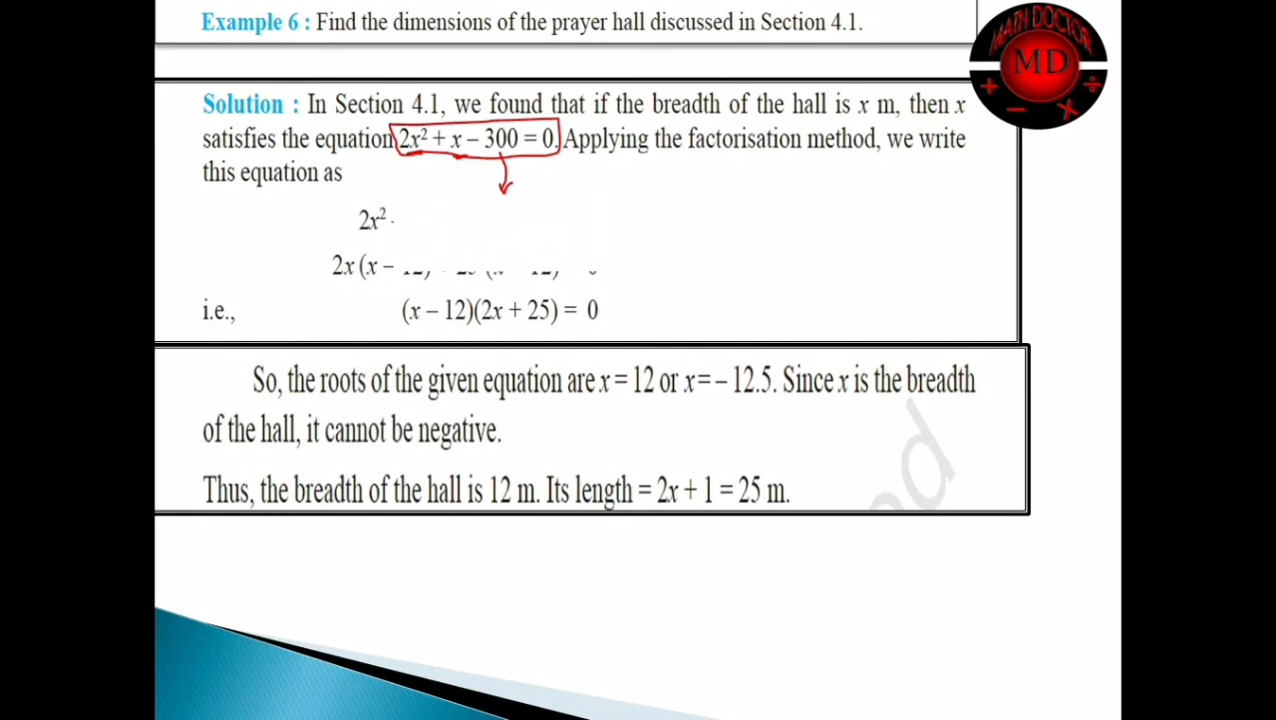 Example 6 : Find the dimensions of the prayer hall discussed in Section 4.1.
MATH DOCTOR
MD
Solution : In Section 4.1, we found that if the breadth of the hall is x m, then x
satisfies the equation 2x² + x – 300 = 0. Applying the factorisation method, we write
this equation as
2x²
2x (x –
i.e., (x – 12)(2x + 25) = 0
So, the roots of the given equation are x = 12 or x = – 12.5. Since x is the breadth
of the hall, it cannot be negative.
Thus, the breadth of the hall is 12 m. Its length = 2x + 1 = 25 m.